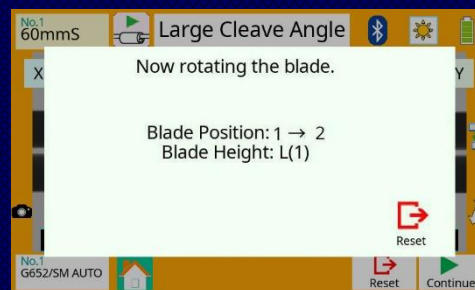 No.1
60mmS
Large Cleave Angle
X
Y
Now rotating the blade.
Blade Position: 1 → 2
Blade Height: L(1)
Reset
No.1
G652/SM AUTO
Reset
Continue